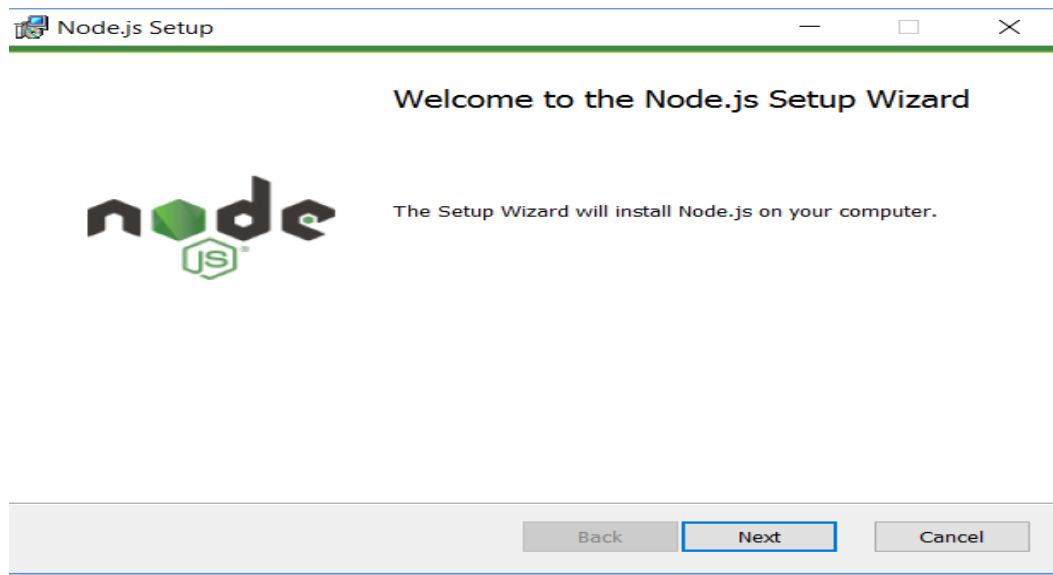 Node.js Setup
Welcome to the Node.js Setup Wizard
node
JS
The Setup Wizard will install Node.js on your computer.
Back Next Cancel